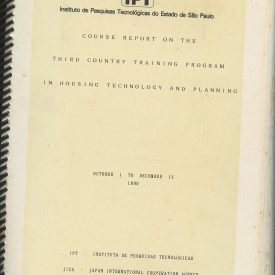 IPT
Instituto de Pesquisas Tecnológicas do Estado de São Paulo
COURSE REPORT ON THE
THIRD COUNTRY TRAINING PROGRAM
IN HOUSING TECHNOLOGY AND PLANNING
OCTOBER 1 TO DECEMBER 15
1990
IPT - INSTITUTO DE PESQUISAS TECNOLÓGICAS
JICA - JAPAN INTERNATIONAL COOPERATION AGENCY